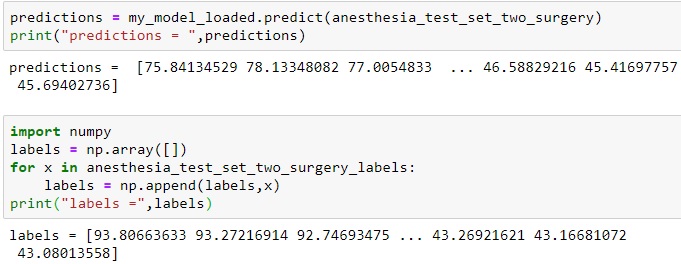 predictions = my_model_loaded.predict(anesthesia_test_set_two_surgery)
print("predictions = ",predictions)
predictions =  [75.84134529 78.13348082 77.0054833  ... 46.58829216 45.41697757
 45.69402736]
import numpy
labels = np.array([])
for x in anesthesia_test_set_two_surgery_labels:
    labels = np.append(labels,x)
print("labels =",labels)
labels = [93.80663633 93.27216914 92.74693475 ... 43.26921621 43.16681072
 43.08013558]